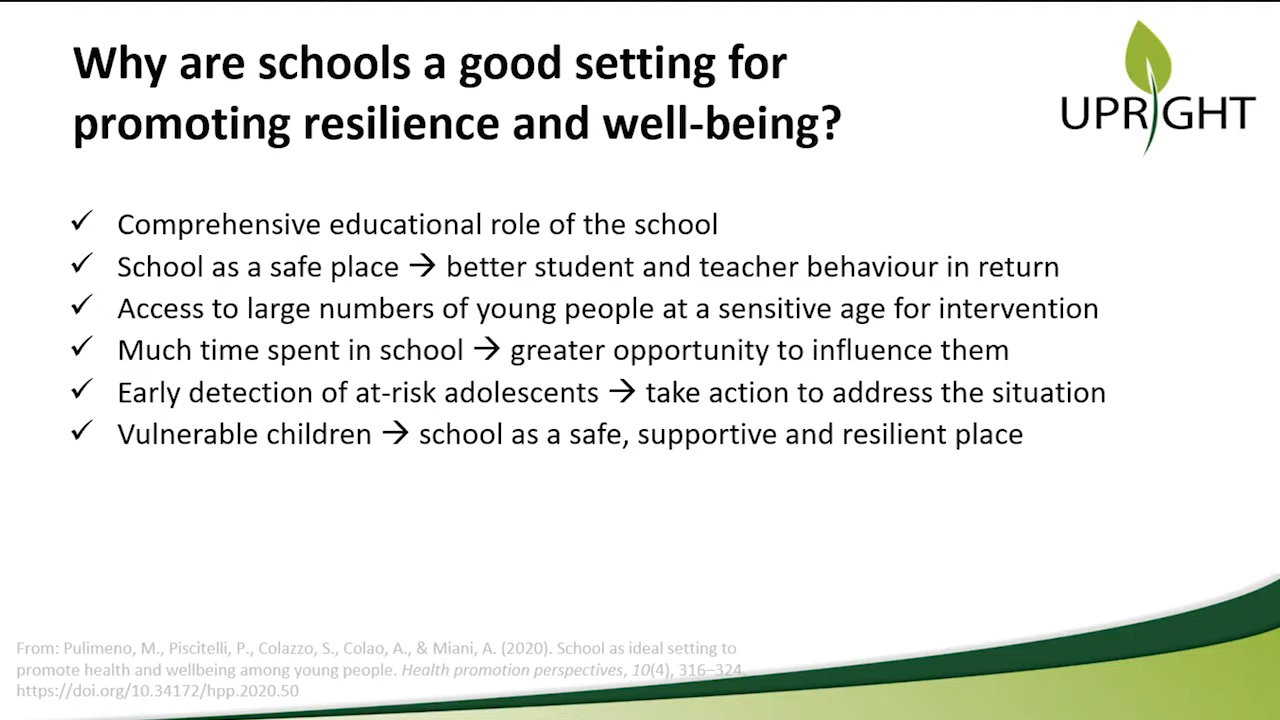 Why are schools a good setting for
promoting resilience and well-being?
UPRIGHT
✓ Comprehensive educational role of the school
✓ School as a safe place → better student and teacher behaviour in return
✓ Access to large numbers of young people at a sensitive age for intervention
✓ Much time spent in school → greater opportunity to influence them
✓ Early detection of at-risk adolescents → take action to address the situation
✓ Vulnerable children → school as a safe, supportive and resilient place
From: Pulimeno, M., Piscitelli, P., Colazzo, S., Colao, A., & Miani, A. (2020). School as ideal setting to
promote health and wellbeing among young people. Health promotion perspectives, 10(4), 316–324.
https://doi.org/10.34172/hpp.2020.50